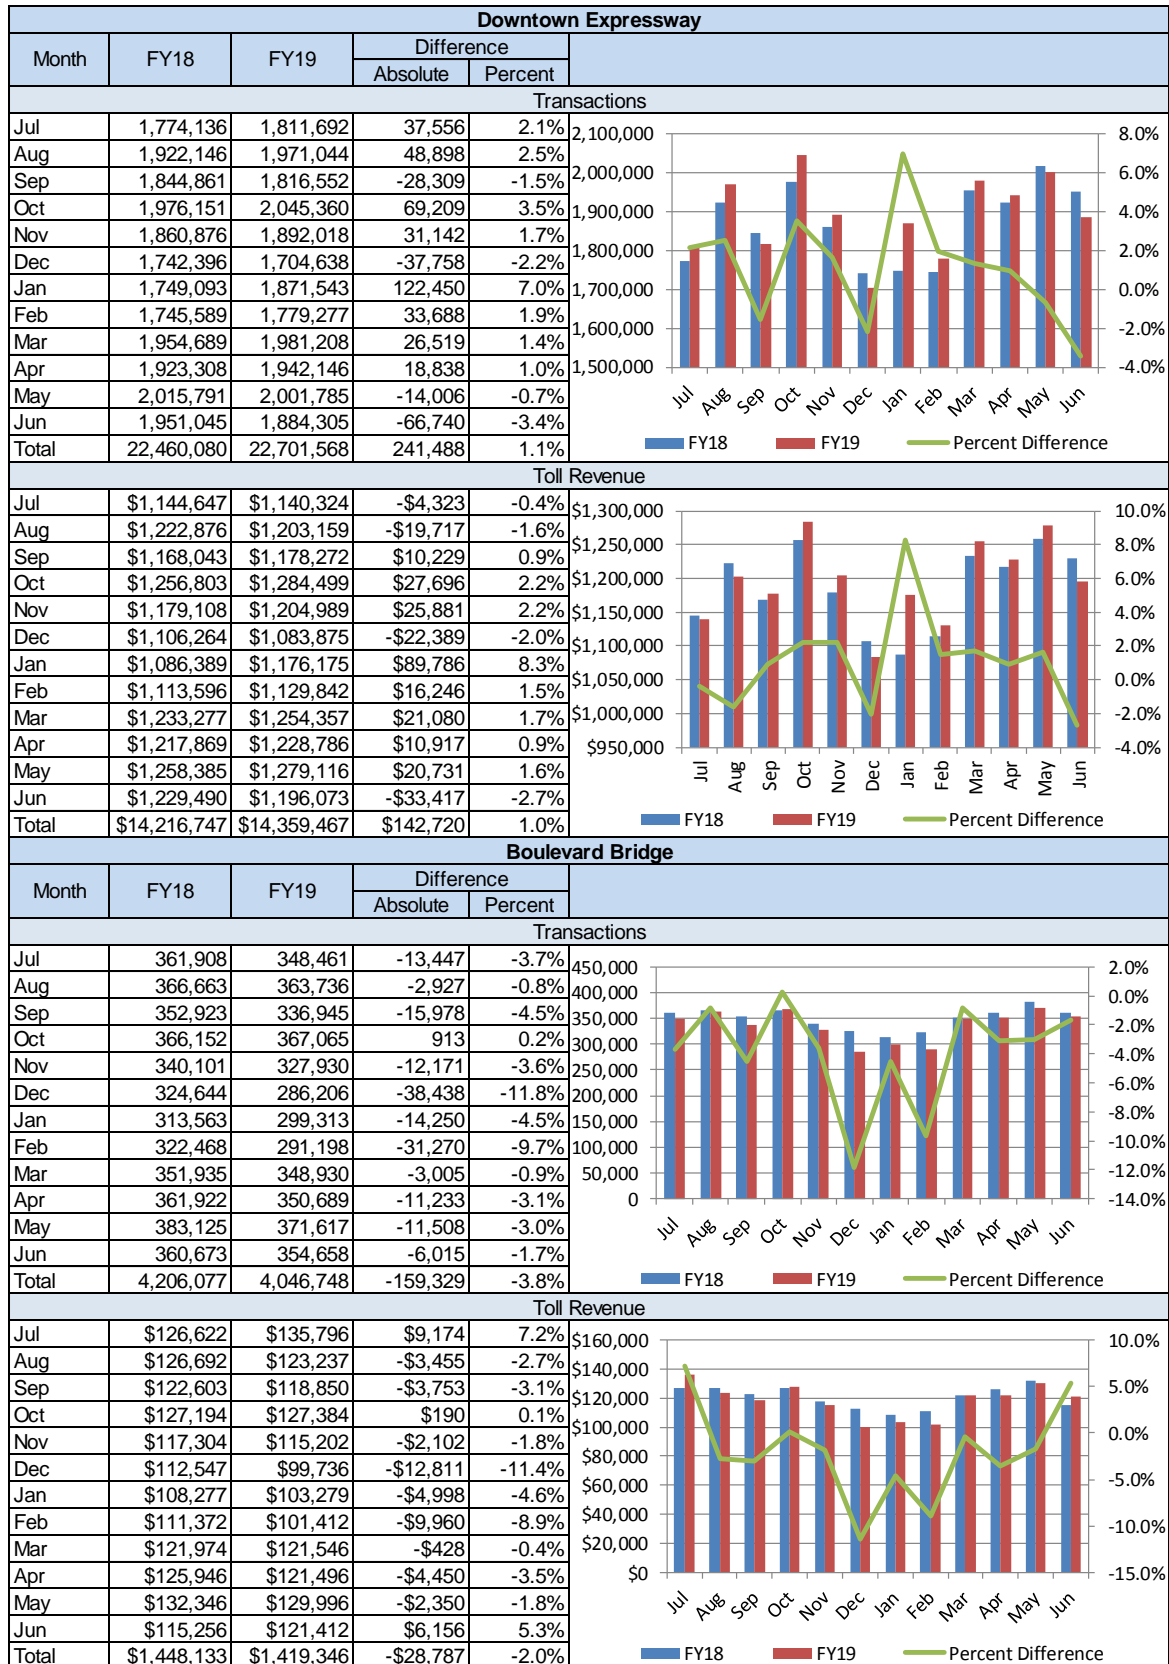 Downtown Expressway
Month FY18 FY19 Difference
Absolute Percent
Transactions
Jul 1,774,136 1,811,692 37,556 2.1%
Aug 1,922,146 1,971,044 48,898 2.5%
Sep 1,844,861 1,816,552 -28,309 -1.5%
Oct 1,976,151 2,045,360 69,209 3.5%
Nov 1,860,876 1,892,018 31,142 1.7%
Dec 1,742,396 1,704,638 -37,758 -2.2%
Jan 1,749,093 1,871,543 122,450 7.0%
Feb 1,745,589 1,779,277 33,688 1.9%
Mar 1,954,689 1,981,208 26,519 1.4%
Apr 1,923,308 1,942,146 18,838 1.0%
May 2,015,791 2,001,785 -14,006 -0.7%
Jun 1,951,045 1,884,305 -66,740 -3.4%
Total 22,460,080 22,701,568 241,488 1.1%
2,100,000 8.0%
2,000,000 6.0%
1,900,000 4.0%
1,800,000 2.0%
1,700,000 0.0%
1,600,000 -2.0%
1,500,000 -4.0%
Jul Aug Sep Oct Nov Dec Jan Feb Mar Apr May Jun
FY18 FY19 Percent Difference
Toll Revenue
Jul $1,144,647 $1,140,324 -$4,323 -0.4%
Aug $1,222,876 $1,203,159 -$19,717 -1.6%
Sep $1,168,043 $1,178,272 $10,229 0.9%
Oct $1,256,803 $1,284,499 $27,696 2.2%
Nov $1,179,108 $1,204,989 $25,881 2.2%
Dec $1,106,264 $1,083,875 -$22,389 -2.0%
Jan $1,086,389 $1,176,175 $89,786 8.3%
Feb $1,113,596 $1,129,842 $16,246 1.5%
Mar $1,233,277 $1,254,357 $21,080 1.7%
Apr $1,217,869 $1,228,786 $10,917 0.9%
May $1,258,385 $1,279,116 $20,731 1.6%
Jun $1,229,490 $1,196,073 -$33,417 -2.7%
Total $14,216,747 $14,359,467 $142,720 1.0%
$1,300,000 10.0%
$1,250,000 8.0%
$1,200,000 6.0%
$1,150,000 4.0%
$1,100,000 2.0%
$1,050,000 0.0%
$1,000,000 -2.0%
$950,000 -4.0%
Jul Aug Sep Oct Nov Dec Jan Feb Mar Apr May Jun
FY18 FY19 Percent Difference
Boulevard Bridge
Month FY18 FY19 Difference
Absolute Percent
Transactions
Jul 361,908 348,461 -13,447 -3.7%
Aug 366,663 363,736 -2,927 -0.8%
Sep 352,923 336,945 -15,978 -4.5%
Oct 366,152 367,065 913 0.2%
Nov 340,101 327,930 -12,171 -3.6%
Dec 324,644 286,206 -38,438 -11.8%
Jan 313,563 299,313 -14,250 -4.5%
Feb 322,468 291,198 -31,270 -9.7%
Mar 351,935 348,930 -3,005 -0.9%
Apr 361,922 350,689 -11,233 -3.1%
May 383,125 371,617 -11,508 -3.0%
Jun 360,673 354,658 -6,015 -1.7%
Total 4,206,077 4,046,748 -159,329 -3.8%
450,000 2.0%
400,000 0.0%
350,000 -2.0%
300,000 -4.0%
250,000 -6.0%
200,000 -8.0%
150,000 -10.0%
100,000 -12.0%
50,000 -14.0%
0
Jul Aug Sep Oct Nov Dec Jan Feb Mar Apr May Jun
FY18 FY19 Percent Difference
Toll Revenue
Jul $126,622 $135,796 $9,174 7.2%
Aug $126,692 $123,237 -$3,455 -2.7%
Sep $122,603 $118,850 -$3,753 -3.1%
Oct $127,194 $127,384 $190 0.1%
Nov $117,304 $115,202 -$2,102 -1.8%
Dec $112,547 $99,736 -$12,811 -11.4%
Jan $108,277 $103,279 -$4,998 -4.6%
Feb $111,372 $101,412 -$9,960 -8.9%
Mar $121,974 $121,546 -$428 -0.4%
Apr $125,946 $121,496 -$4,450 -3.5%
May $132,346 $129,996 -$2,350 -1.8%
Jun $115,256 $121,412 $6,156 5.3%
Total $1,448,133 $1,419,346 -$28,787 -2.0%
$160,000 10.0%
$140,000 5.0%
$120,000 0.0%
$100,000 -5.0%
$80,000 -10.0%
$60,000 -15.0%
$40,000
$20,000
$0
Jul Aug Sep Oct Nov Dec Jan Feb Mar Apr May Jun
FY18 FY19 Percent Difference